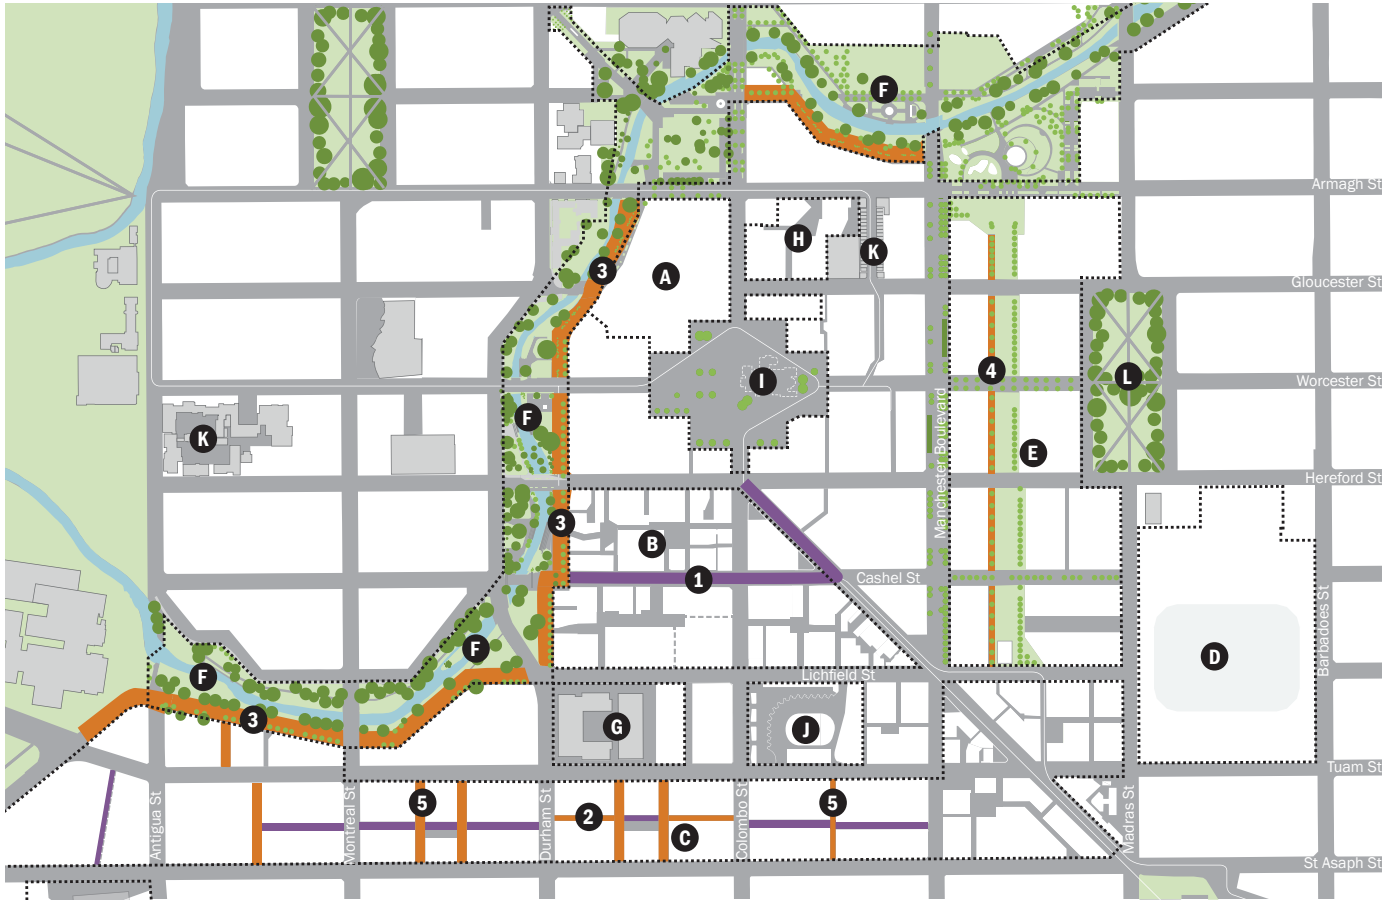 F
Armagh St
H
K
3
A
Gloucester St
4
I
L
Worcester St
F
K
Manchester Boulevard
E
Hereford St
3
B
1
Cashel St
Barbadoes St
F
D
F
Lichfield St
3
G
J
Tuam St
Antigua St
Montreal St
5
Durham St
2
C
Colombo St
5
Madras St
St Asaph St